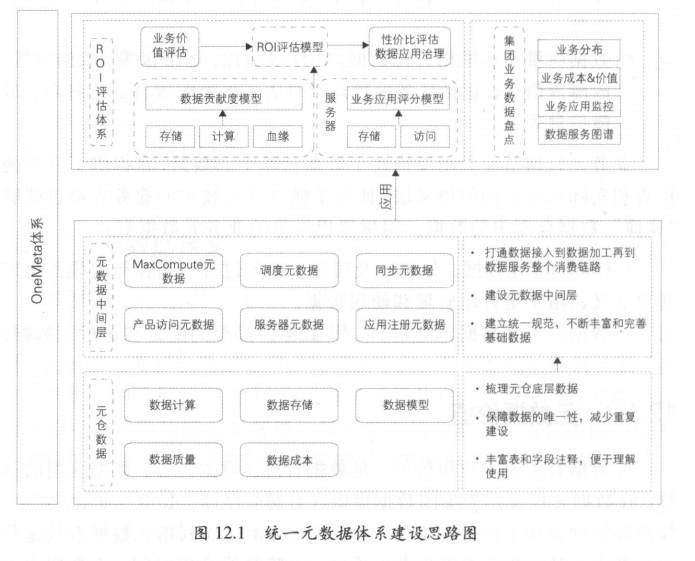 OneMeta体系
ROI评估体系
业务价
值评估
ROI评估模型
性价比评估
数据应用治理
数据贡献度模型
存储
计算
血缘
服务器
业务应用评分模型
存储
访问
集团业务数据盘点
业务分布
业务成本&价值
业务应用监控
数据服务图谱
应用
元数据中间层
MaxCompute元
数据
调度元数据
同步元数据
产品访问元数据
服务器元数据
应用注册元数据
• 打通数据接入到数据加工再到
数据服务整个消费链路
• 建设元数据中间层
• 建立统一规范，不断丰富和完善
基础数据
元仓数据
数据计算
数据存储
数据模型
数据质量
数据成本
• 梳理元仓底层数据
• 保障数据的唯一性，减少重复
建设
• 丰富表和字段注释，便于理解
使用
图 12.1 统一元数据体系建设思路图